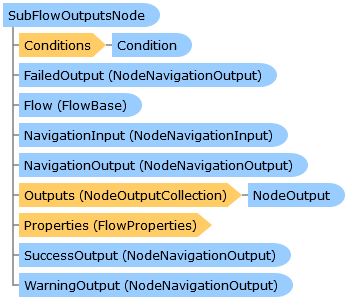 SubFlowOutputsNode
Conditions Condition
FailedOutput (NodeNavigationOutput)
Flow (FlowBase)
NavigationInput (NodeNavigationInput)
NavigationOutput (NodeNavigationOutput)
Outputs (NodeOutputCollection) NodeOutput
Properties (FlowProperties)
SuccessOutput (NodeNavigationOutput)
WarningOutput (NodeNavigationOutput)